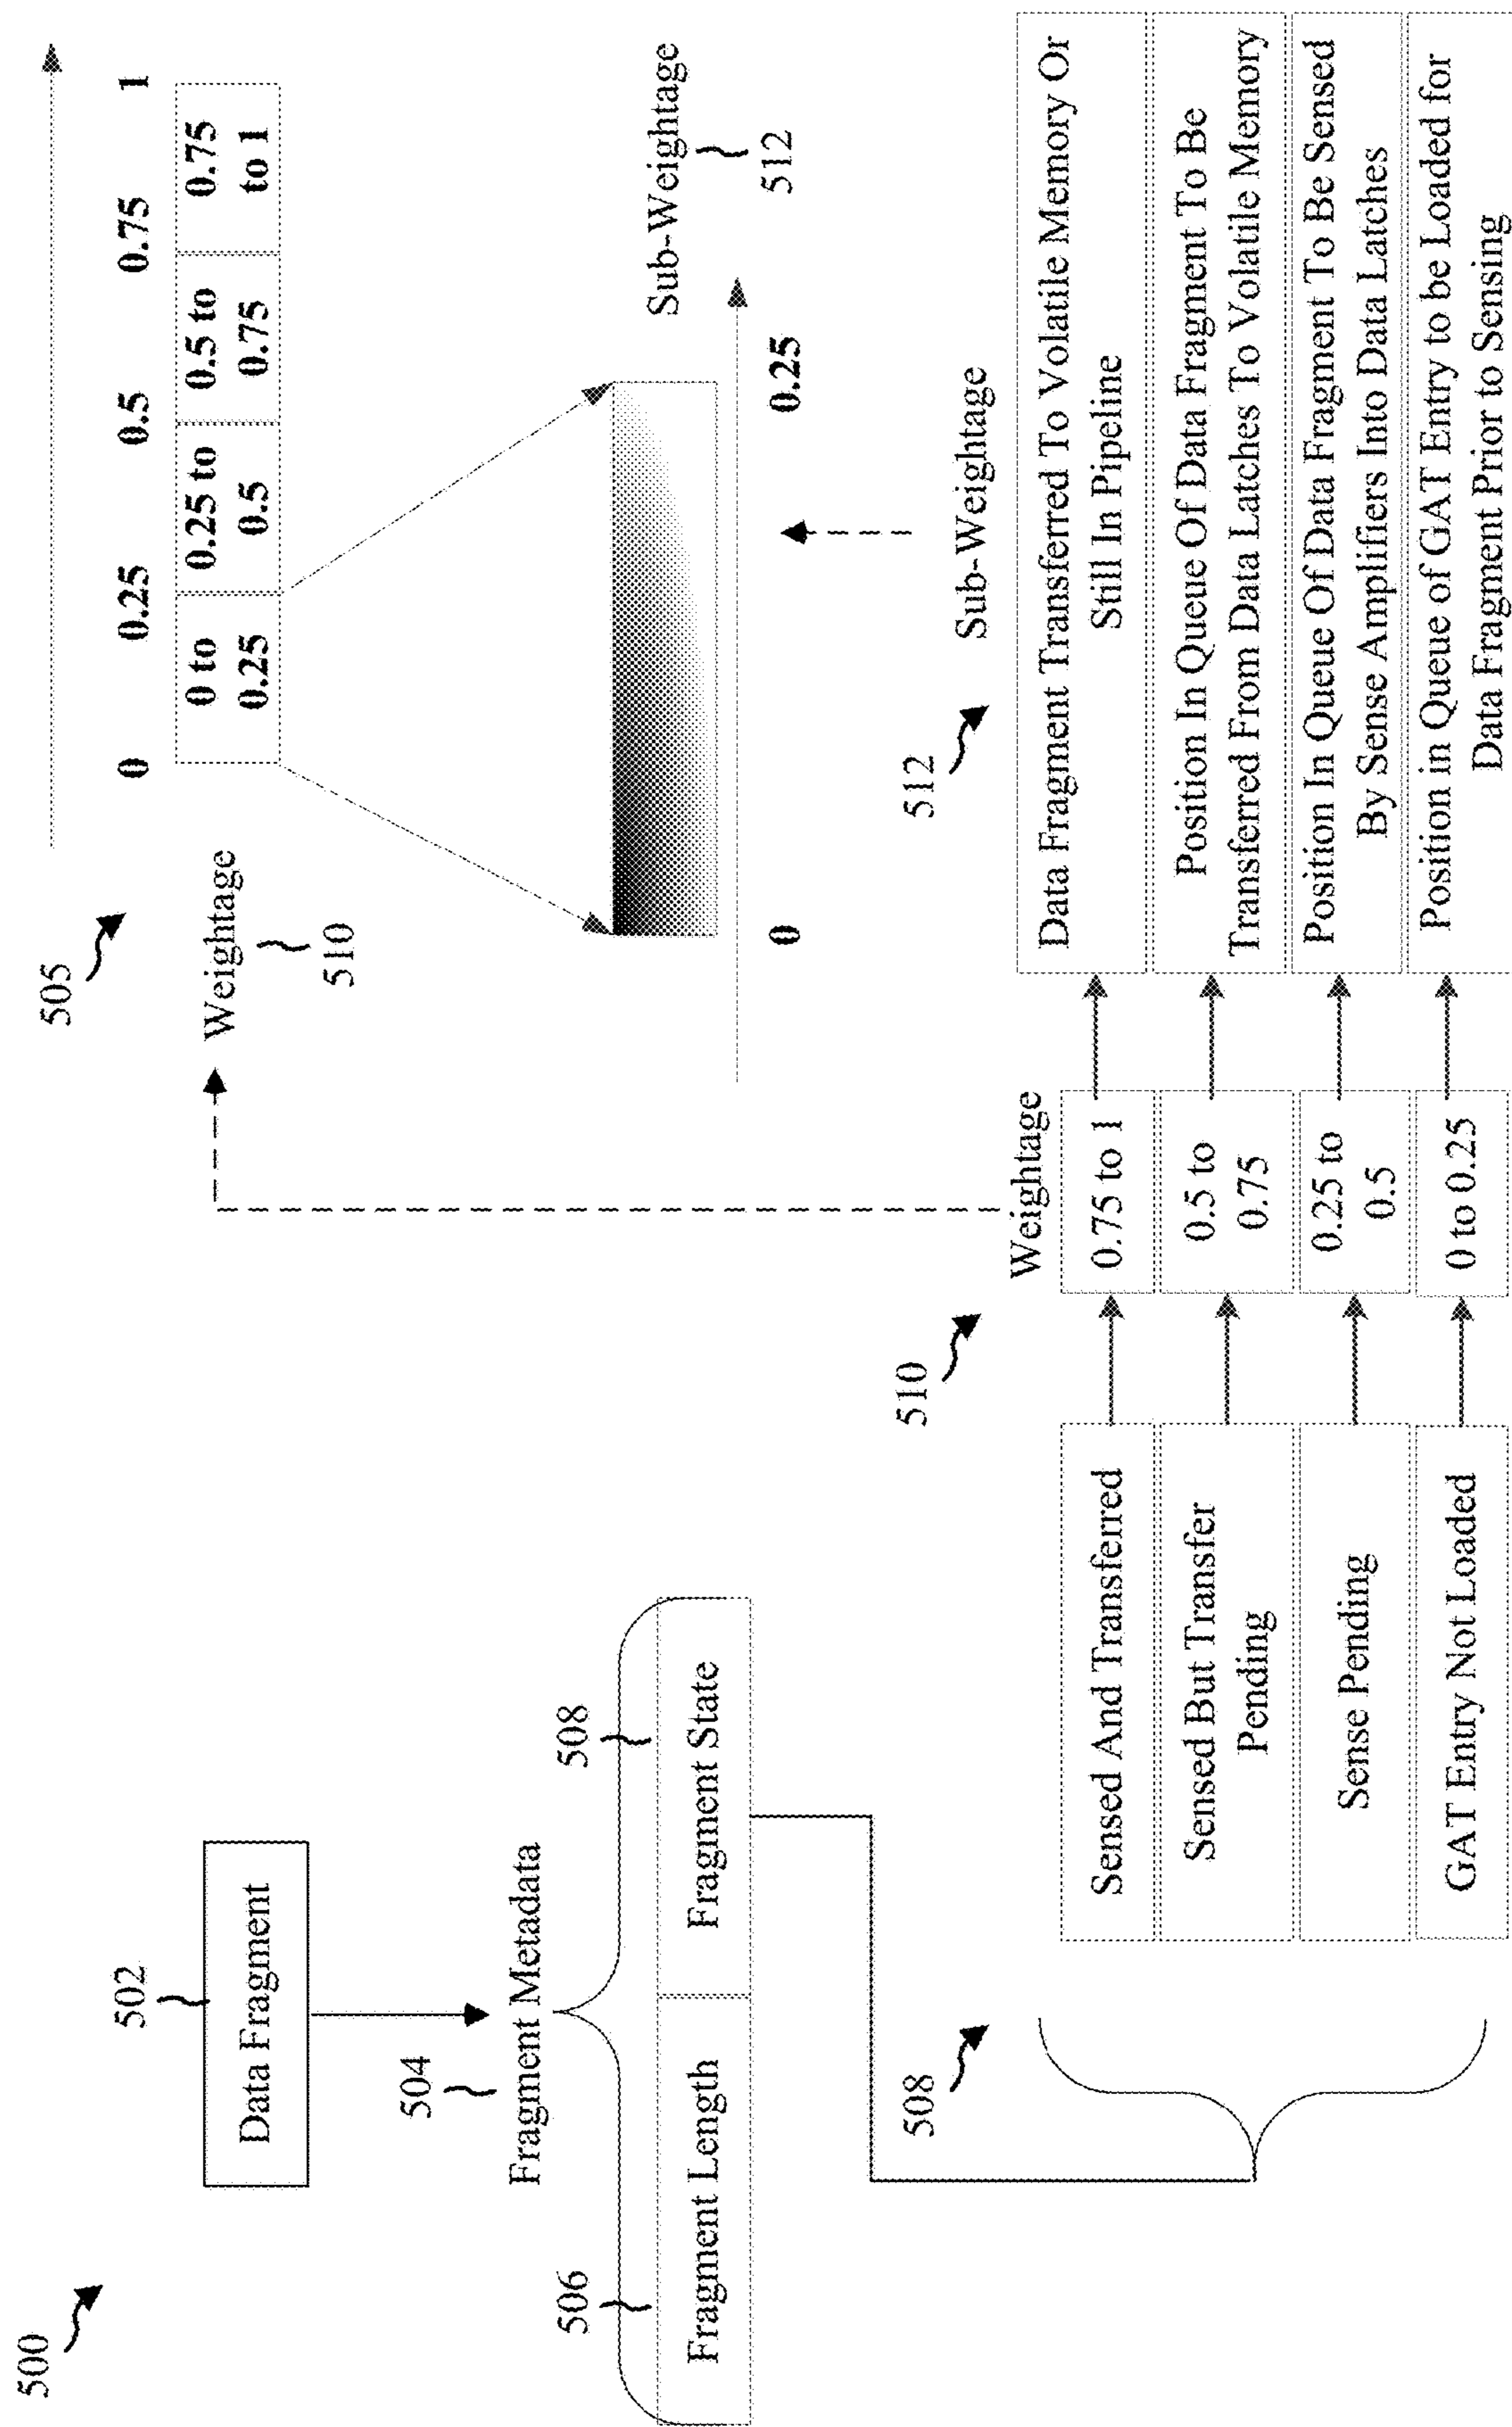 500
502
Data Fragment
504
Fragment Metadata
506
508
Fragment Length
Fragment State
508
Sensed And Transferred
Sensed But Transfer
Pending
Sense Pending
GAT Entry Not Loaded
510
Weightage
0.75 to 1
0.5 to
0.75
0.25 to
0.5
0 to 0.25
505
Weightage
510
0
0.25
0.5
0.75
1
0 to
0.25
0.25 to
0.5
0.5 to
0.75
0.75
to 1
0
0.25
Sub-Weightage
512
512
Sub-Weightage
Data Fragment Transferred To Volatile Memory Or
Still In Pipeline
Position In Queue Of Data Fragment To Be
Transferred From Data Latches To Volatile Memory
Position In Queue Of Data Fragment To Be Sensed
By Sense Amplifiers Into Data Latches
Position in Queue of GAT Entry to be Loaded for
Data Fragment Prior to Sensing